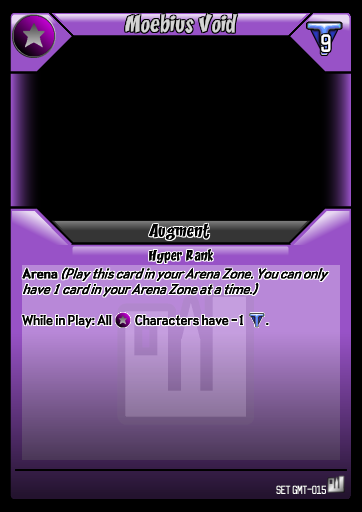 Moebius Void
9
Augment
Hyper Rank
Arena (Play this card in your Arena Zone. You can only
have 1 card in your Arena Zone at a time.)
While in Play: All Characters have -1 .
SET GMT-015